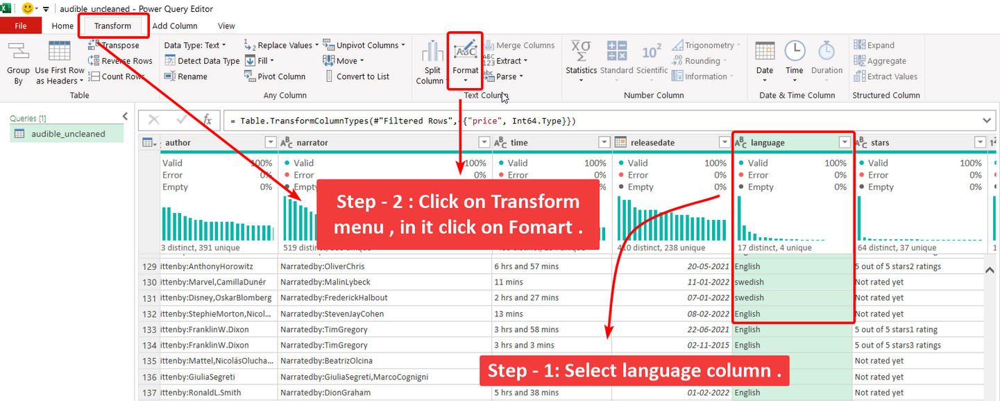 audible_uncleaned - Power Query Editor
File Home Transform Add Column View
Transpose Data Type: Text Replace Values Unpivot Columns Merge Columns Trigonometry Expand
Reverse Rows Detect Data Type Fill Move Extract Rounding Aggregate
Group Use First Row Count Rows Rename Pivot Column Convert to List Split Format Parse Statistics Standard Scientific Information Date Time Duration Extract Values
By as Headers Column
Table Any Column Text Column Number Column Date & Time Column Structured Column
Queries [1]
audible_uncleaned
fx = Table.TransformColumnTypes(#"Filtered Rows",{{"price", Int64.Type}})
author ABC narrator ABC time releasedate ABC language ABC stars
Valid 100% Valid 100% Valid 100% Valid 100% Valid 100% Valid 100%
Error 0% Error 0% Error 0% Error 0% Error 0% Error 0%
Empty 0% Empty 0% Empty 0% Empty 0%
Step - 2 : Click on Transform
menu , in it click on Fomart .
3 distinct, 391 unique 519 distinct, 410 distinct, 238 unique 17 distinct, 4 unique 64 distinct, 37 unique
129 ittenby:AnthonyHorowitz Narratedby:OliverChris 6 hrs and 57 mins 20-05-2021 English 5 out of 5 stars2 ratings
130 ittenby:Marvel,CamillaDunér Narratedby:MalinLybeck 11 mins 11-01-2022 swedish Not rated yet
131 ittenby:Disney,OskarBlomberg Narratedby:FrederickHalbout 2 hrs and 27 mins 07-01-2022 swedish Not rated yet
132 ittenby:StephieMorton,Nicol... Narratedby:StevenJayCohen 13 mins 08-02-2022 English Not rated yet
133 ittenby:FranklinW.Dixon Narratedby:TimGregory 3 hrs and 58 mins 22-06-2021 English 5 out of 5 stars1 rating
134 ittenby:FranklinW.Dixon Narratedby:TimGregory 3 hrs and 3 mins 02-11-2015 English 5 out of 5 stars3 ratings
135 ittenby:Mattel,NicolásOlucha... Narratedby:BeatrizOlcina Not rated yet
136 ittenby:GiuliaSegreti Narratedby:GiuliaSegreti,MarcoCognigni Not rated yet
Step - 1: Select language column .
137 ittenby:RonaldL.Smith Narratedby:DionGraham 5 hrs and 38 mins 01-02-2022 English Not rated yet